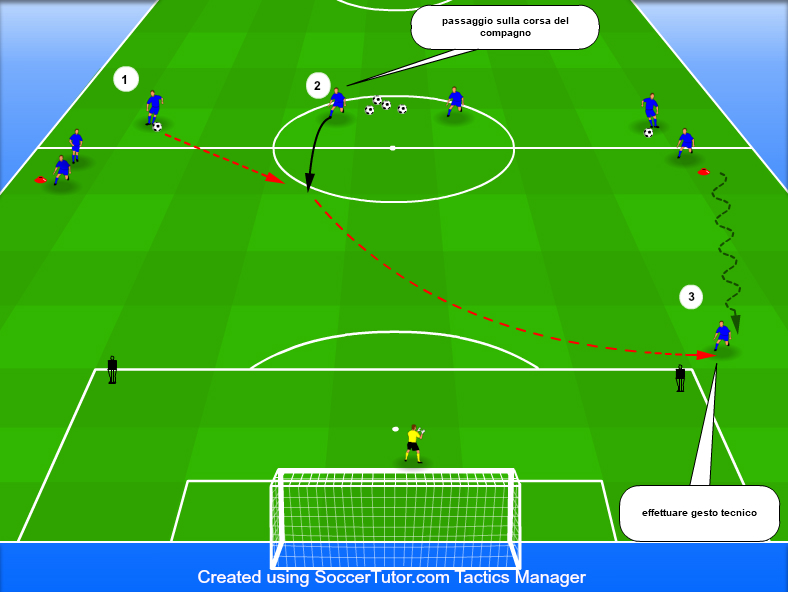 passaggio sulla corsa del
compagno
1
2
3
effettuare gesto tecnico
Created using SoccerTutor.com Tactics Manager